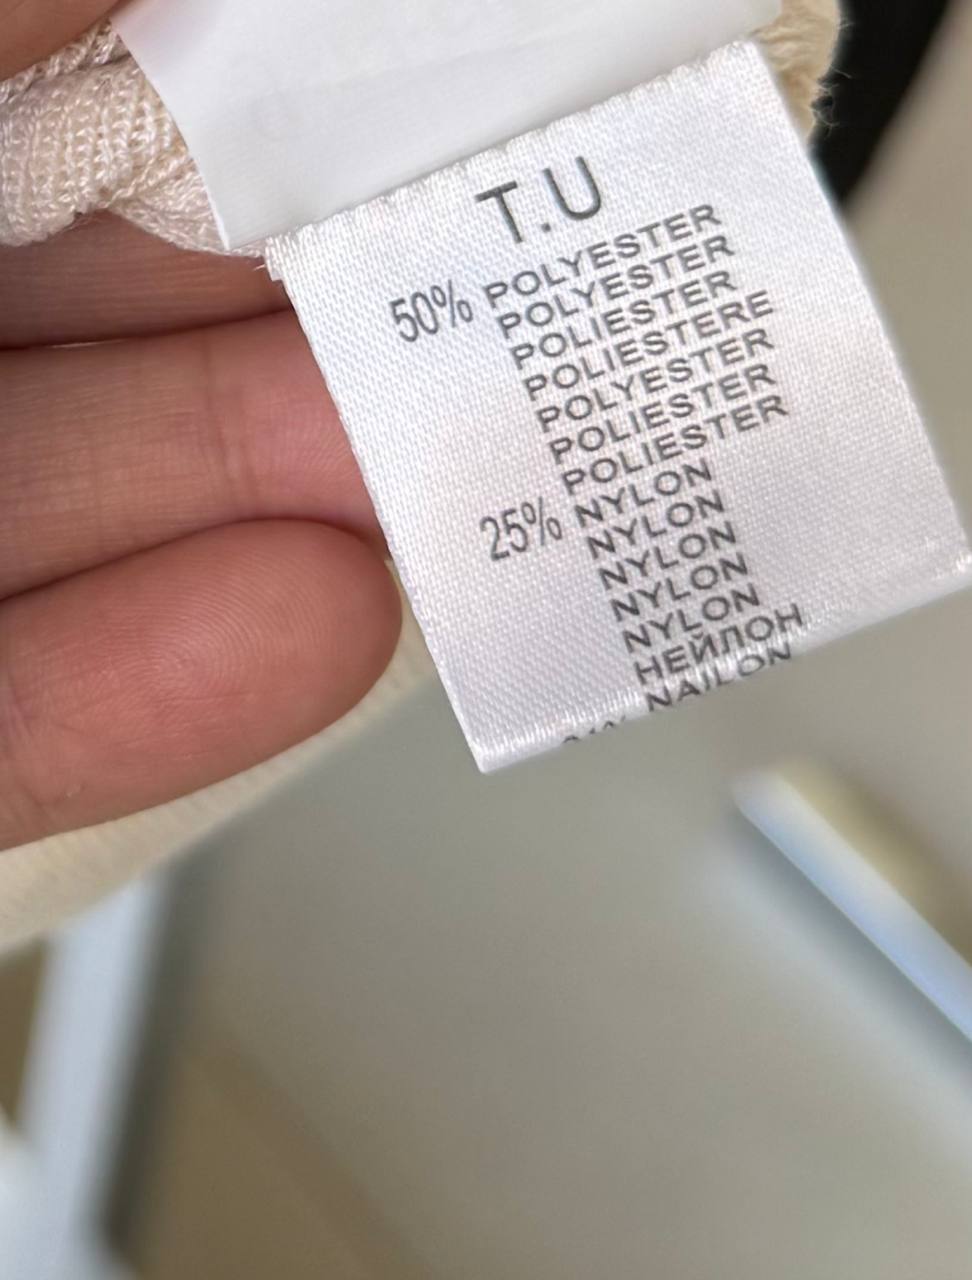 T.U
50% POLYESTER
POLYESTER
POLIESTER
POLIESTERE
POLYESTER
POLIESTER
POLIESTER
25% NYLON
NYLON
NYLON
NYLON
NYLON
НЕЙЛОН
NAILON